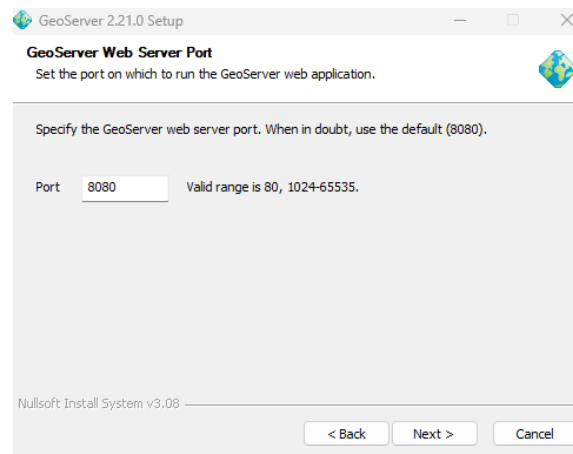 GeoServer 2.21.0 Setup
GeoServer Web Server Port
Set the port on which to run the GeoServer web application.
Specify the GeoServer web server port. When in doubt, use the default (8080).
Port 8080 Valid range is 80, 1024-65535.
Nullsoft Install System v3.08
< Back Next > Cancel